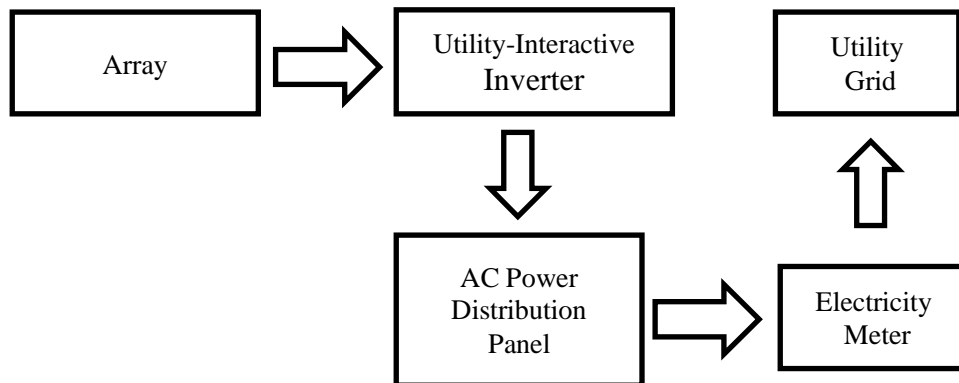 Array
Utility-Interactive
Inverter
Utility
Grid
AC Power
Distribution
Panel
Electricity
Meter